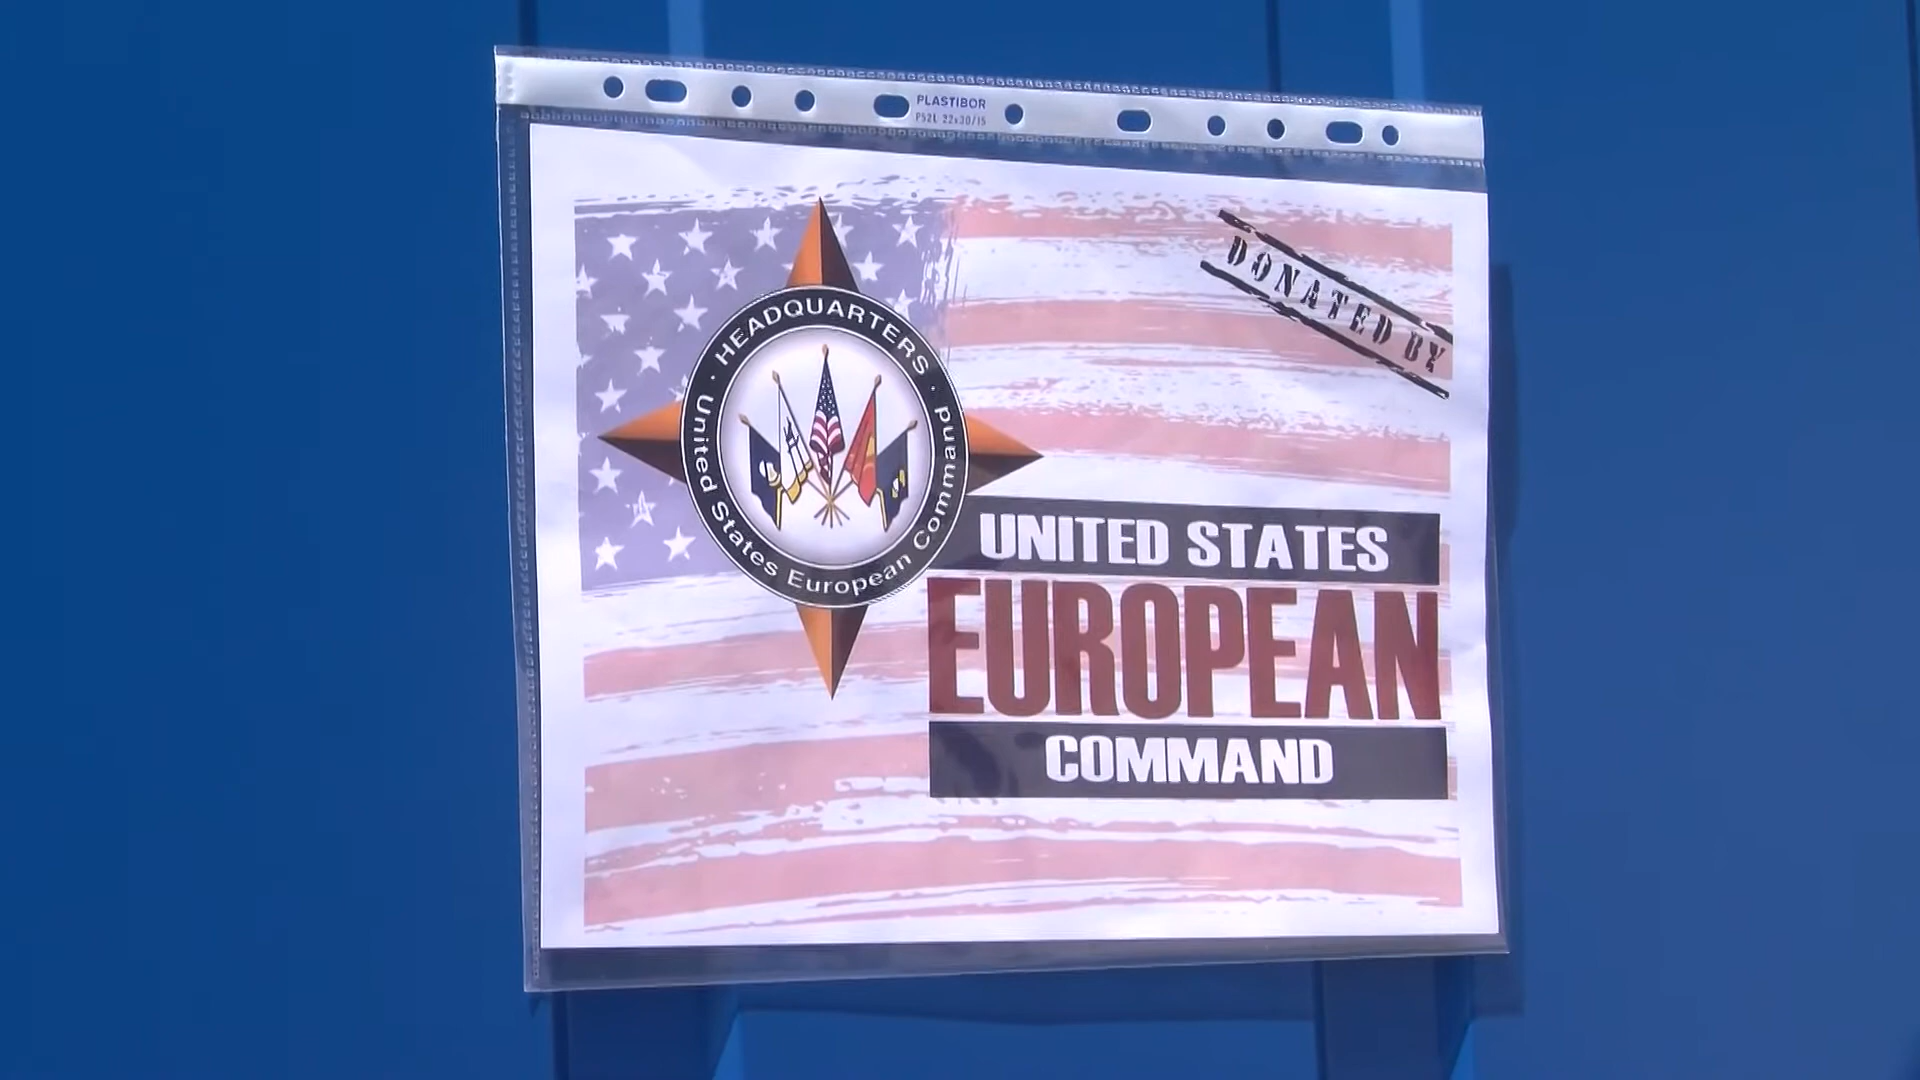 PLASTIBOR
P52L 22x30/15
DONATED BY
· HEADQUARTERS ·
United States European Command
UNITED STATES
EUROPEAN
COMMAND